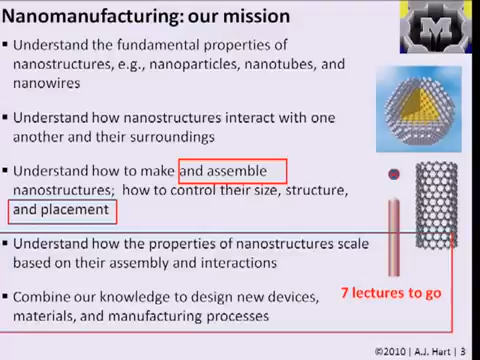 Nanomanufacturing: our mission
▪ Understand the fundamental properties of
nanostructures, e.g., nanoparticles, nanotubes, and
nanowires
▪ Understand how nanostructures interact with one
another and their surroundings
▪ Understand how to make and assemble
nanostructures; how to control their size, structure,
and placement
▪ Understand how the properties of nanostructures scale
based on their assembly and interactions
▪ Combine our knowledge to design new devices,
materials, and manufacturing processes
7 lectures to go
©2010 | A.J. Hart | 3
M